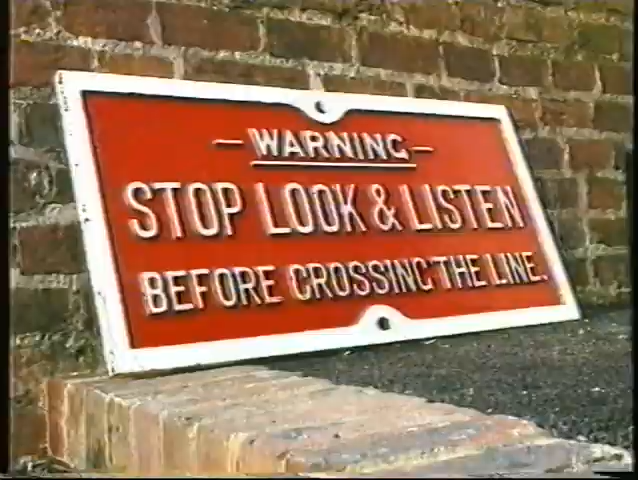 - WARNING -
STOP LOOK & LISTEN
BEFORE CROSSING THE LINE.